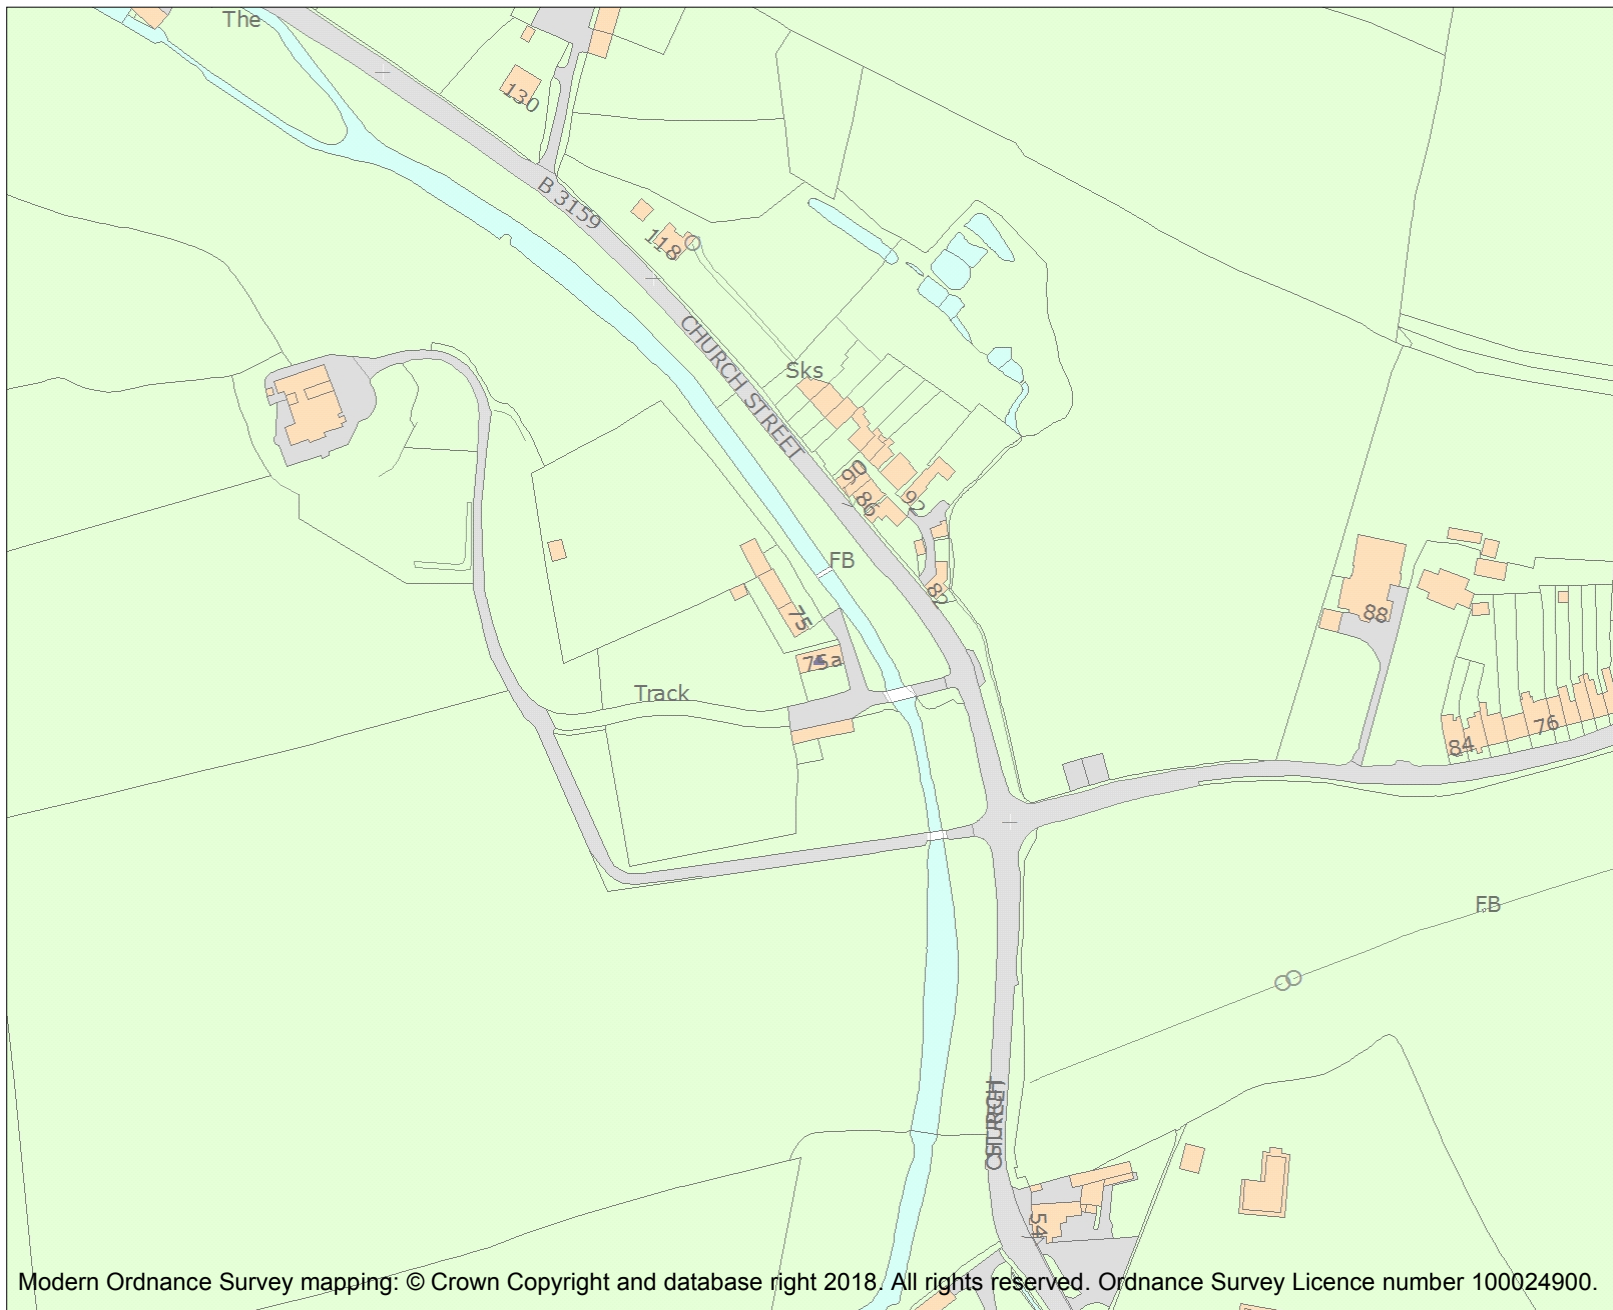 The
130
B 3159
118
CHURCH STREET
Sks
90
86
92
FB
82
75
88
75a
Track
76
84
FB
CHURCH
STREET
54
Modern Ordnance Survey mapping: © Crown Copyright and database right 2018. All rights reserved. Ordnance Survey Licence number 100024900.